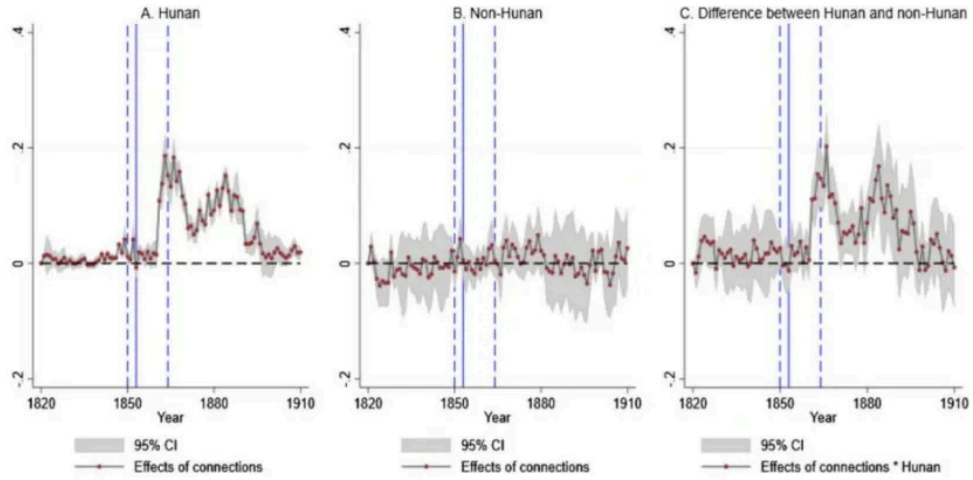 A. Hunan
B. Non-Hunan
C. Difference between Hunan and non-Hunan
.4
.2
0
-.2
1820 1850 1880 1910
Year
95% CI
Effects of connections
.4
.2
0
-.2
1820 1850 1880 1910
Year
95% CI
Effects of connections
.4
.2
0
-.2
1820 1850 1880 1910
Year
95% CI
Effects of connections * Hunan